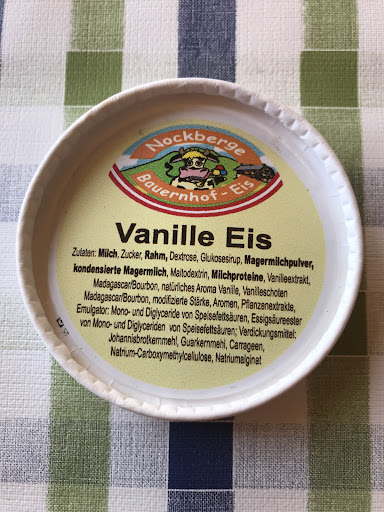 Nockberge
Bauernhof - Eis
Vanille Eis
Zutaten: Milch, Zucker, Rahm, Dextrose, Glukosesirup, Magermilchpulver,
kondensierte Magermilch, Maltodextrin, Milchproteine, Vanilleextrakt,
Madagascar/Bourbon, natürliches Aroma Vanille, Vanilleschoten
Madagascar/Bourbon, modifizierte Stärke, Aromen, Pflanzenextrakte,
Emulgator: Mono- und Diglyceride von Speisefettsäuren, Essigsäureester
von Mono- und Diglyceriden von Speisefettsäuren; Verdickungsmittel:
Johannisbrotkernmehl, Guarkernmehl, Carrageen,
Natrium-Carboxymethylcellulose, Natriumalginat